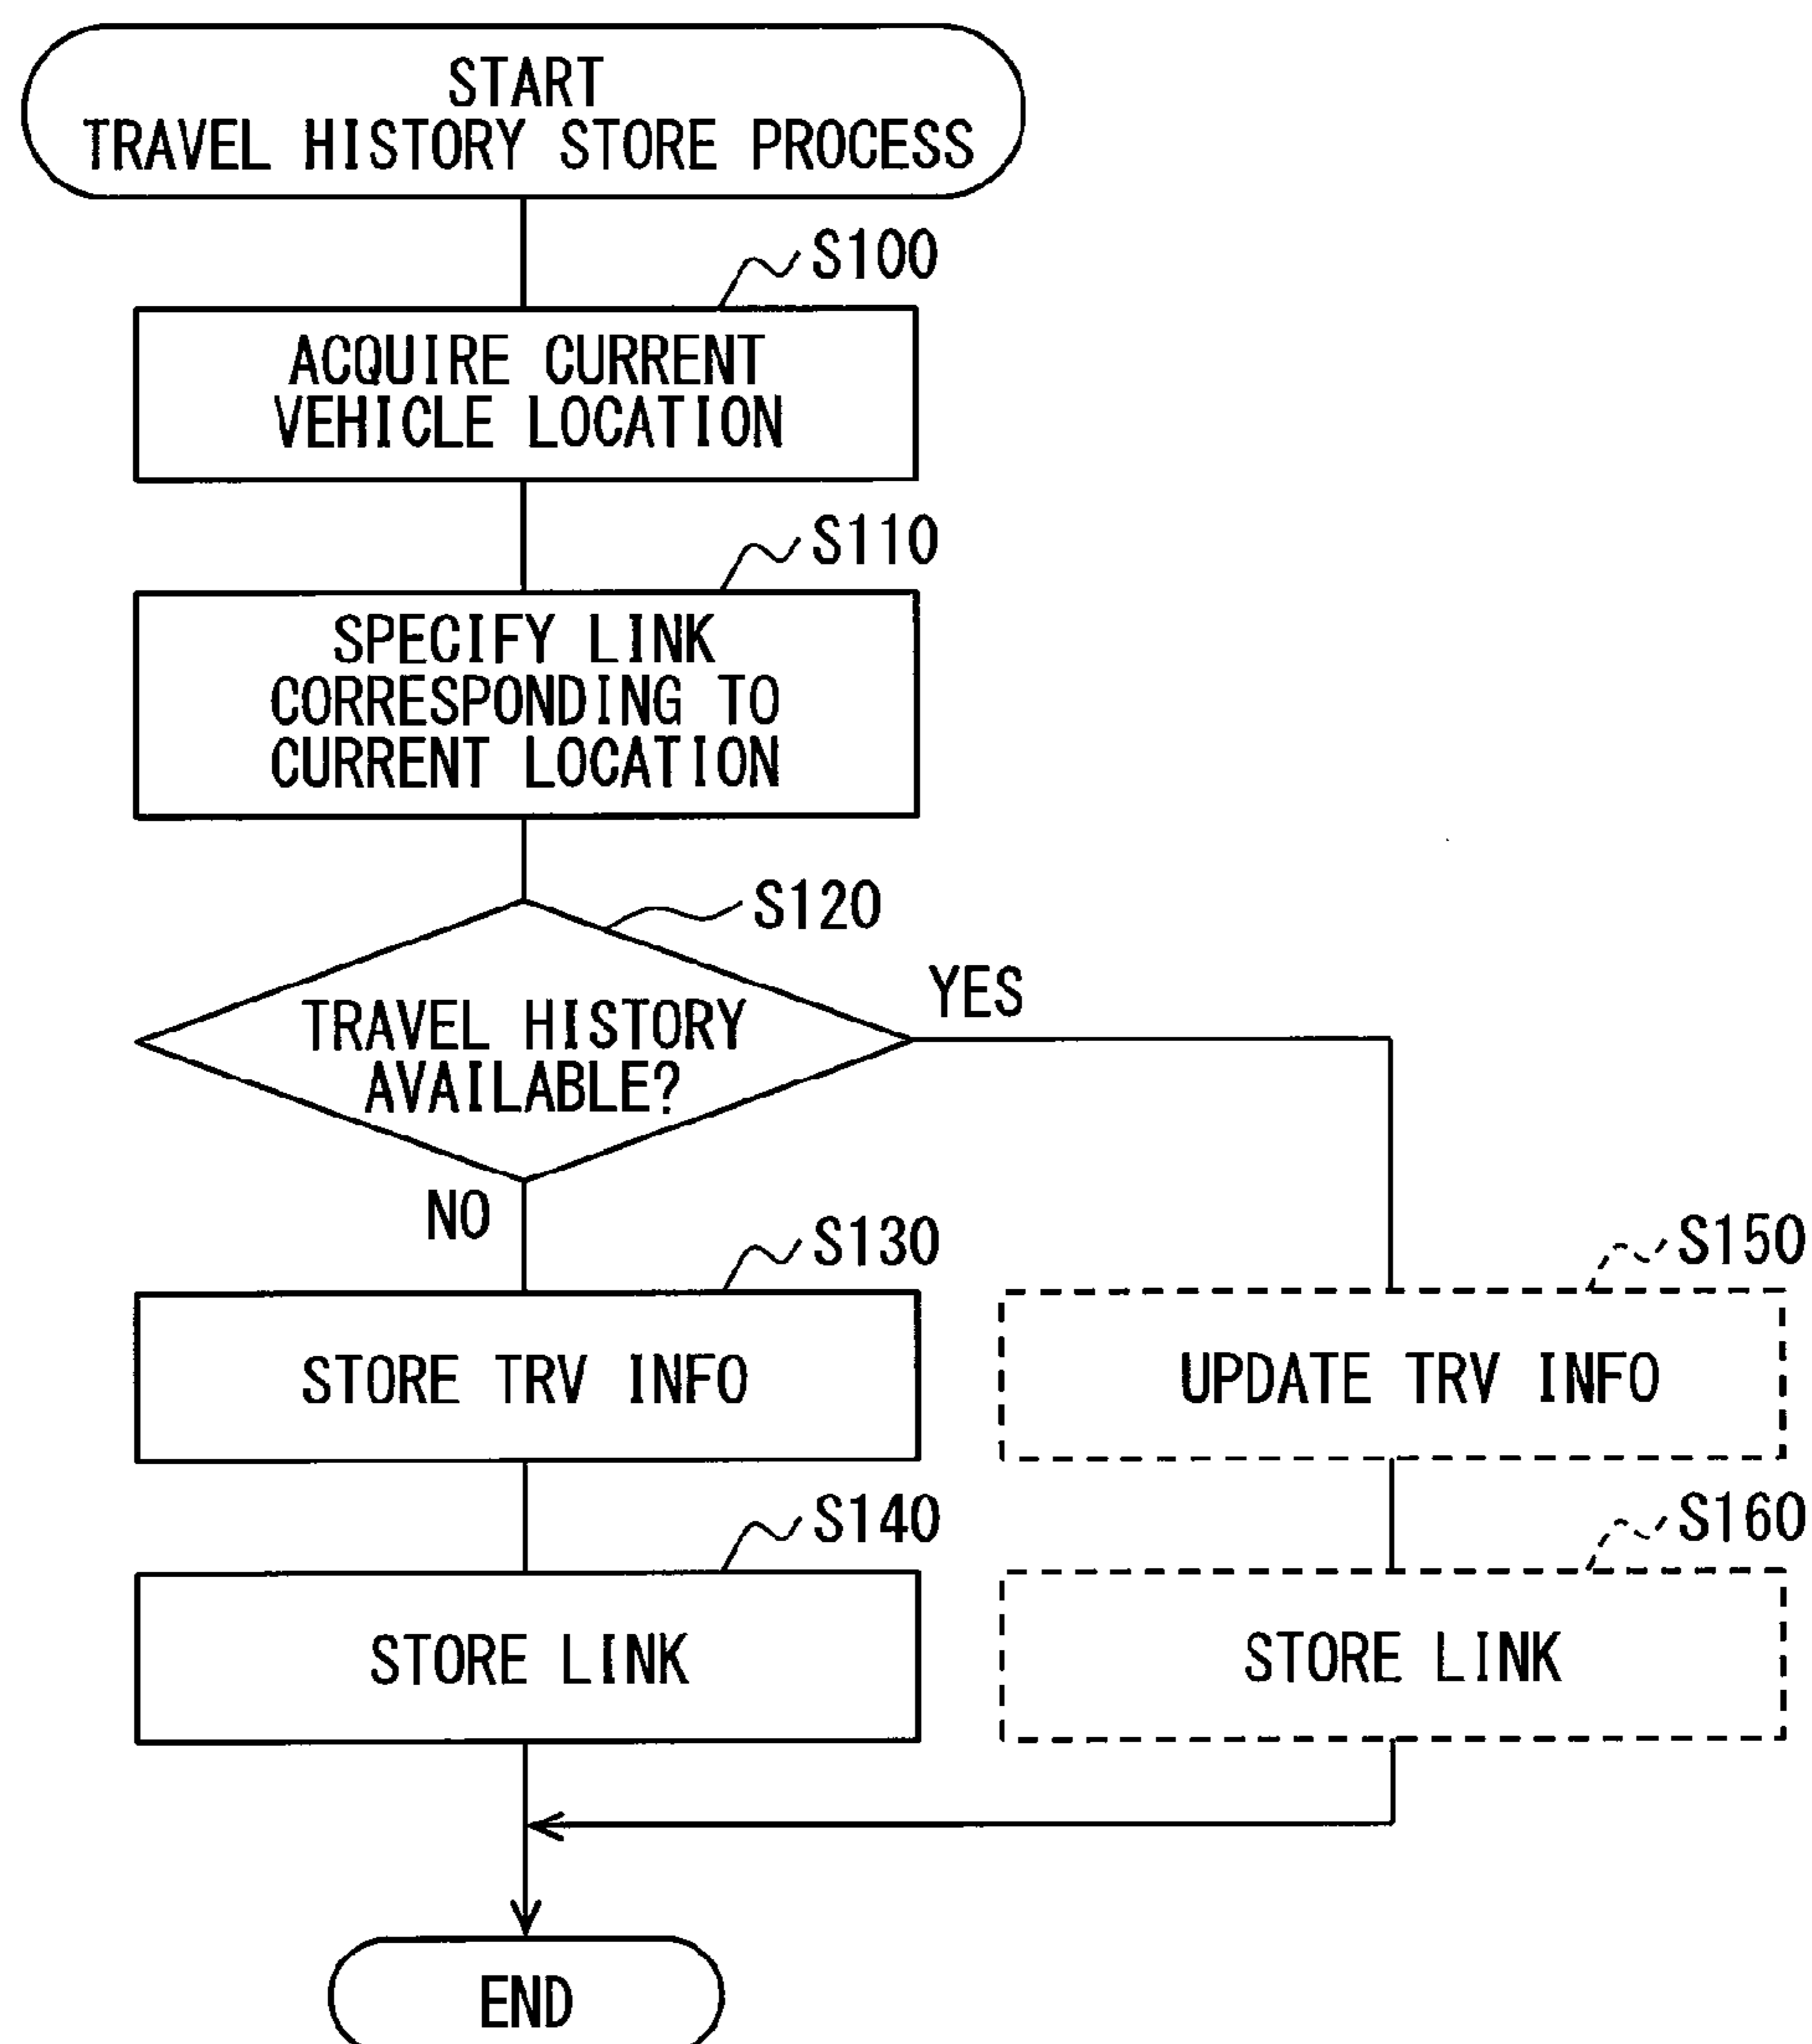 START
TRAVEL HISTORY STORE PROCESS
S100
ACQUIRE CURRENT
VEHICLE LOCATION
S110
SPECIFY LINK
CORRESPONDING TO
CURRENT LOCATION
S120
TRAVEL HISTORY
AVAILABLE?
YES
NO
S130
STORE TRV INFO
S150
UPDATE TRV INFO
S140
STORE LINK
S160
STORE LINK
END